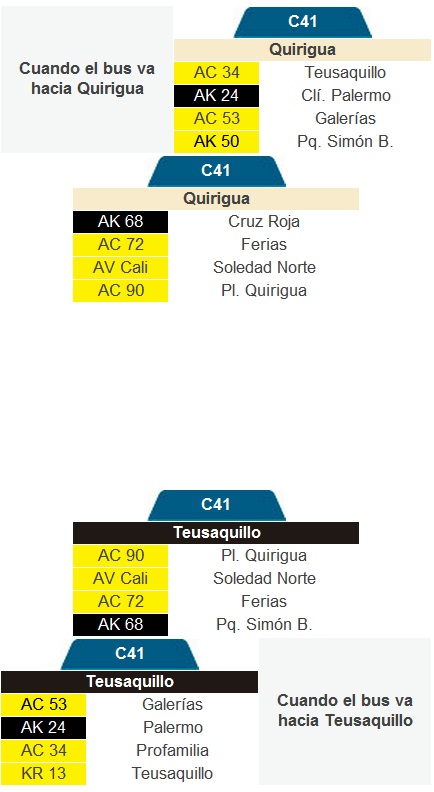 C41
Quirigua
Cuando el bus va
hacia Quirigua
AC 34 Teusaquillo
AK 24 Clí. Palermo
AC 53 Galerías
AK 50 Pq. Simón B.
C41
Quirigua
AK 68 Cruz Roja
AC 72 Ferias
AV Cali Soledad Norte
AC 90 Pl. Quirigua
C41
Teusaquillo
AC 90 Pl. Quirigua
AV Cali Soledad Norte
AC 72 Ferias
AK 68 Pq. Simón B.
C41
Teusaquillo
AC 53 Galerías
AK 24 Palermo
AC 34 Profamilia
KR 13 Teusaquillo
Cuando el bus va
hacia Teusaquillo